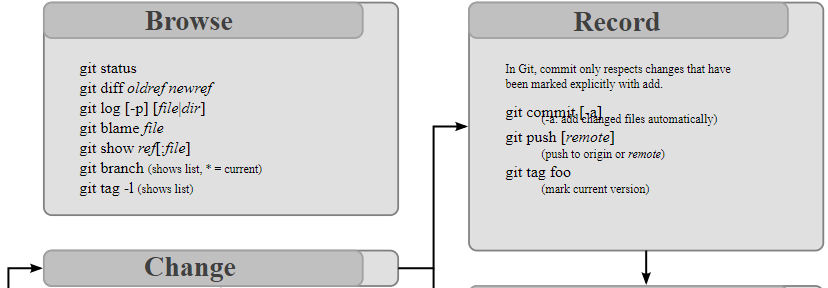 Browse
git status
git diff oldref newref
git log [-p] [file|dir]
git blame file
git show ref[:file]
git branch (shows list, * = current)
git tag -l (shows list)
Change
Record
In Git, commit only respects changes that have
been marked explicitly with add.
git commit [-a]
(-a: add changed files automatically)
git push [remote]
(push to origin or remote)
git tag foo
(mark current version)